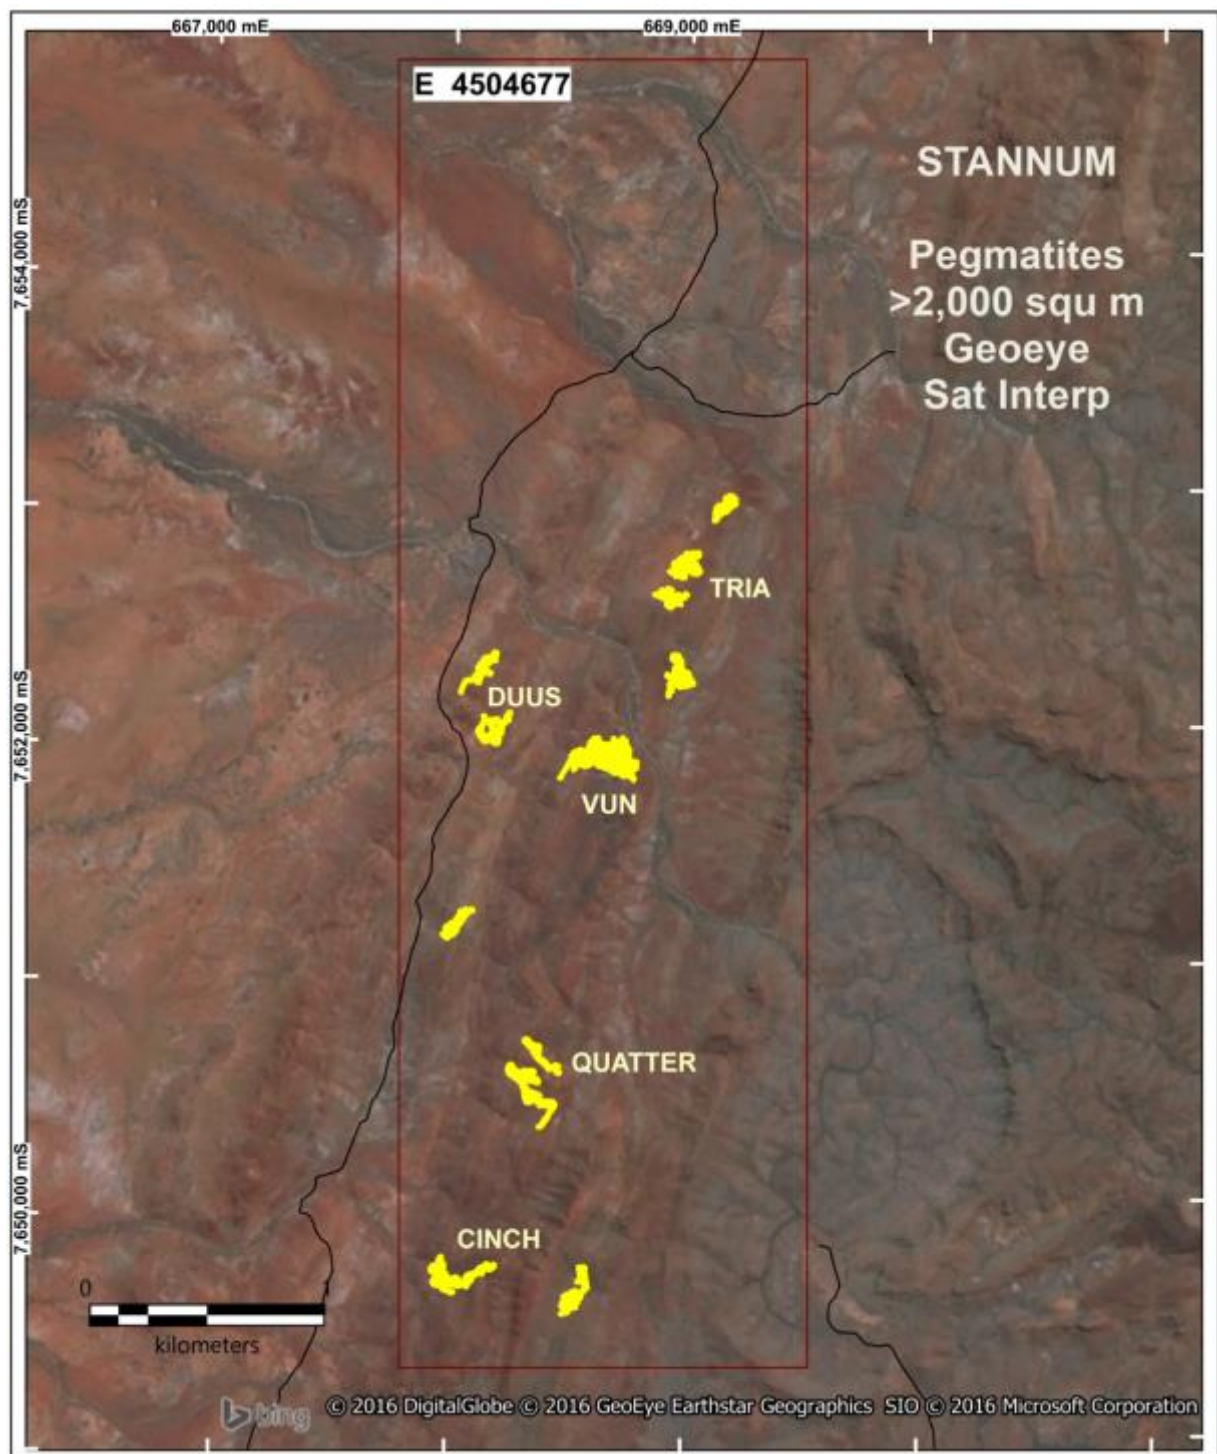 667,000 mE
669,000 mE
E 4504677
STANNUM
Pegmatites
>2,000 squ m
Geoeye
Sat Interp
7,654,000 mS
TRIA
DUUS
7,652,000 mS
VUN
QUATTER
7,650,000 mS
CINCH
0
1
kilometers
bing
© 2016 DigitalGlobe © 2016 GeoEye Earthstar Geographics SIO © 2016 Microsoft Corporation